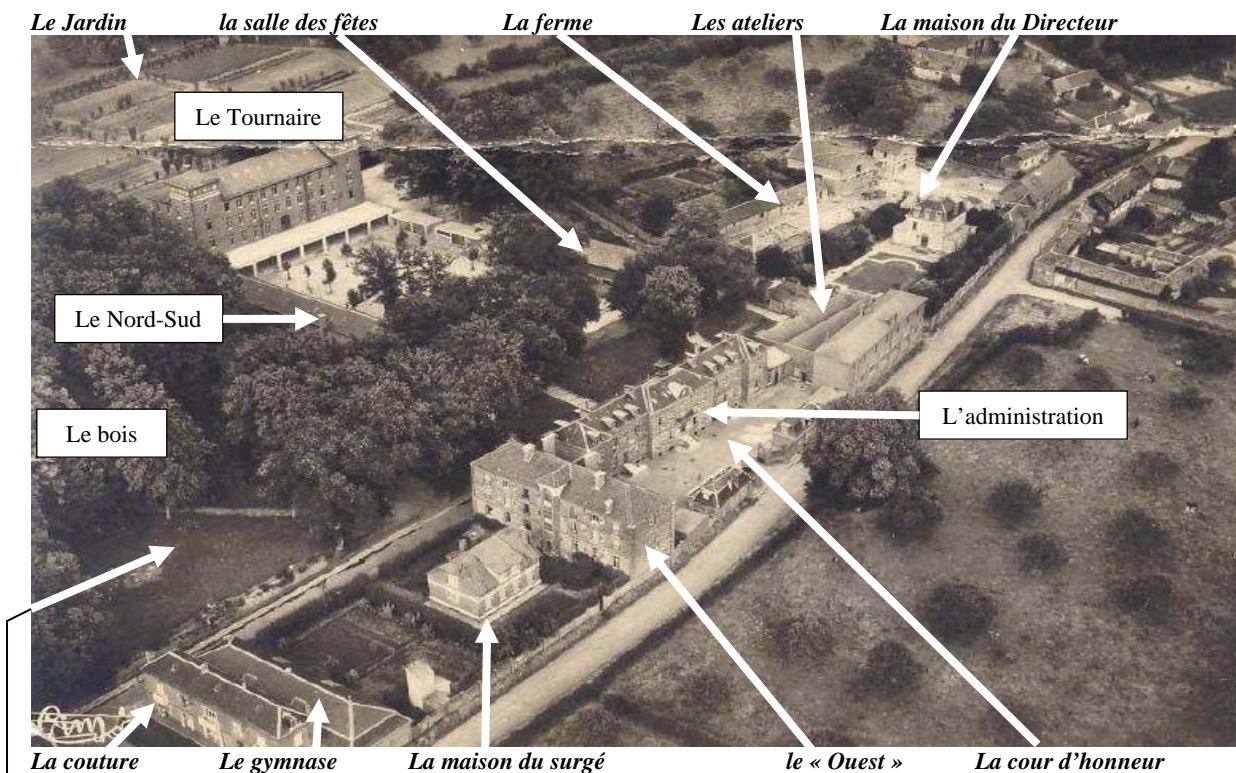 Le Jardin la salle des fêtes La ferme Les ateliers La maison du Directeur
Le Tournaire
Le Nord-Sud
L'administration
Le bois
La couture Le gymnase La maison du surgé le « Ouest » La cour d'honneur